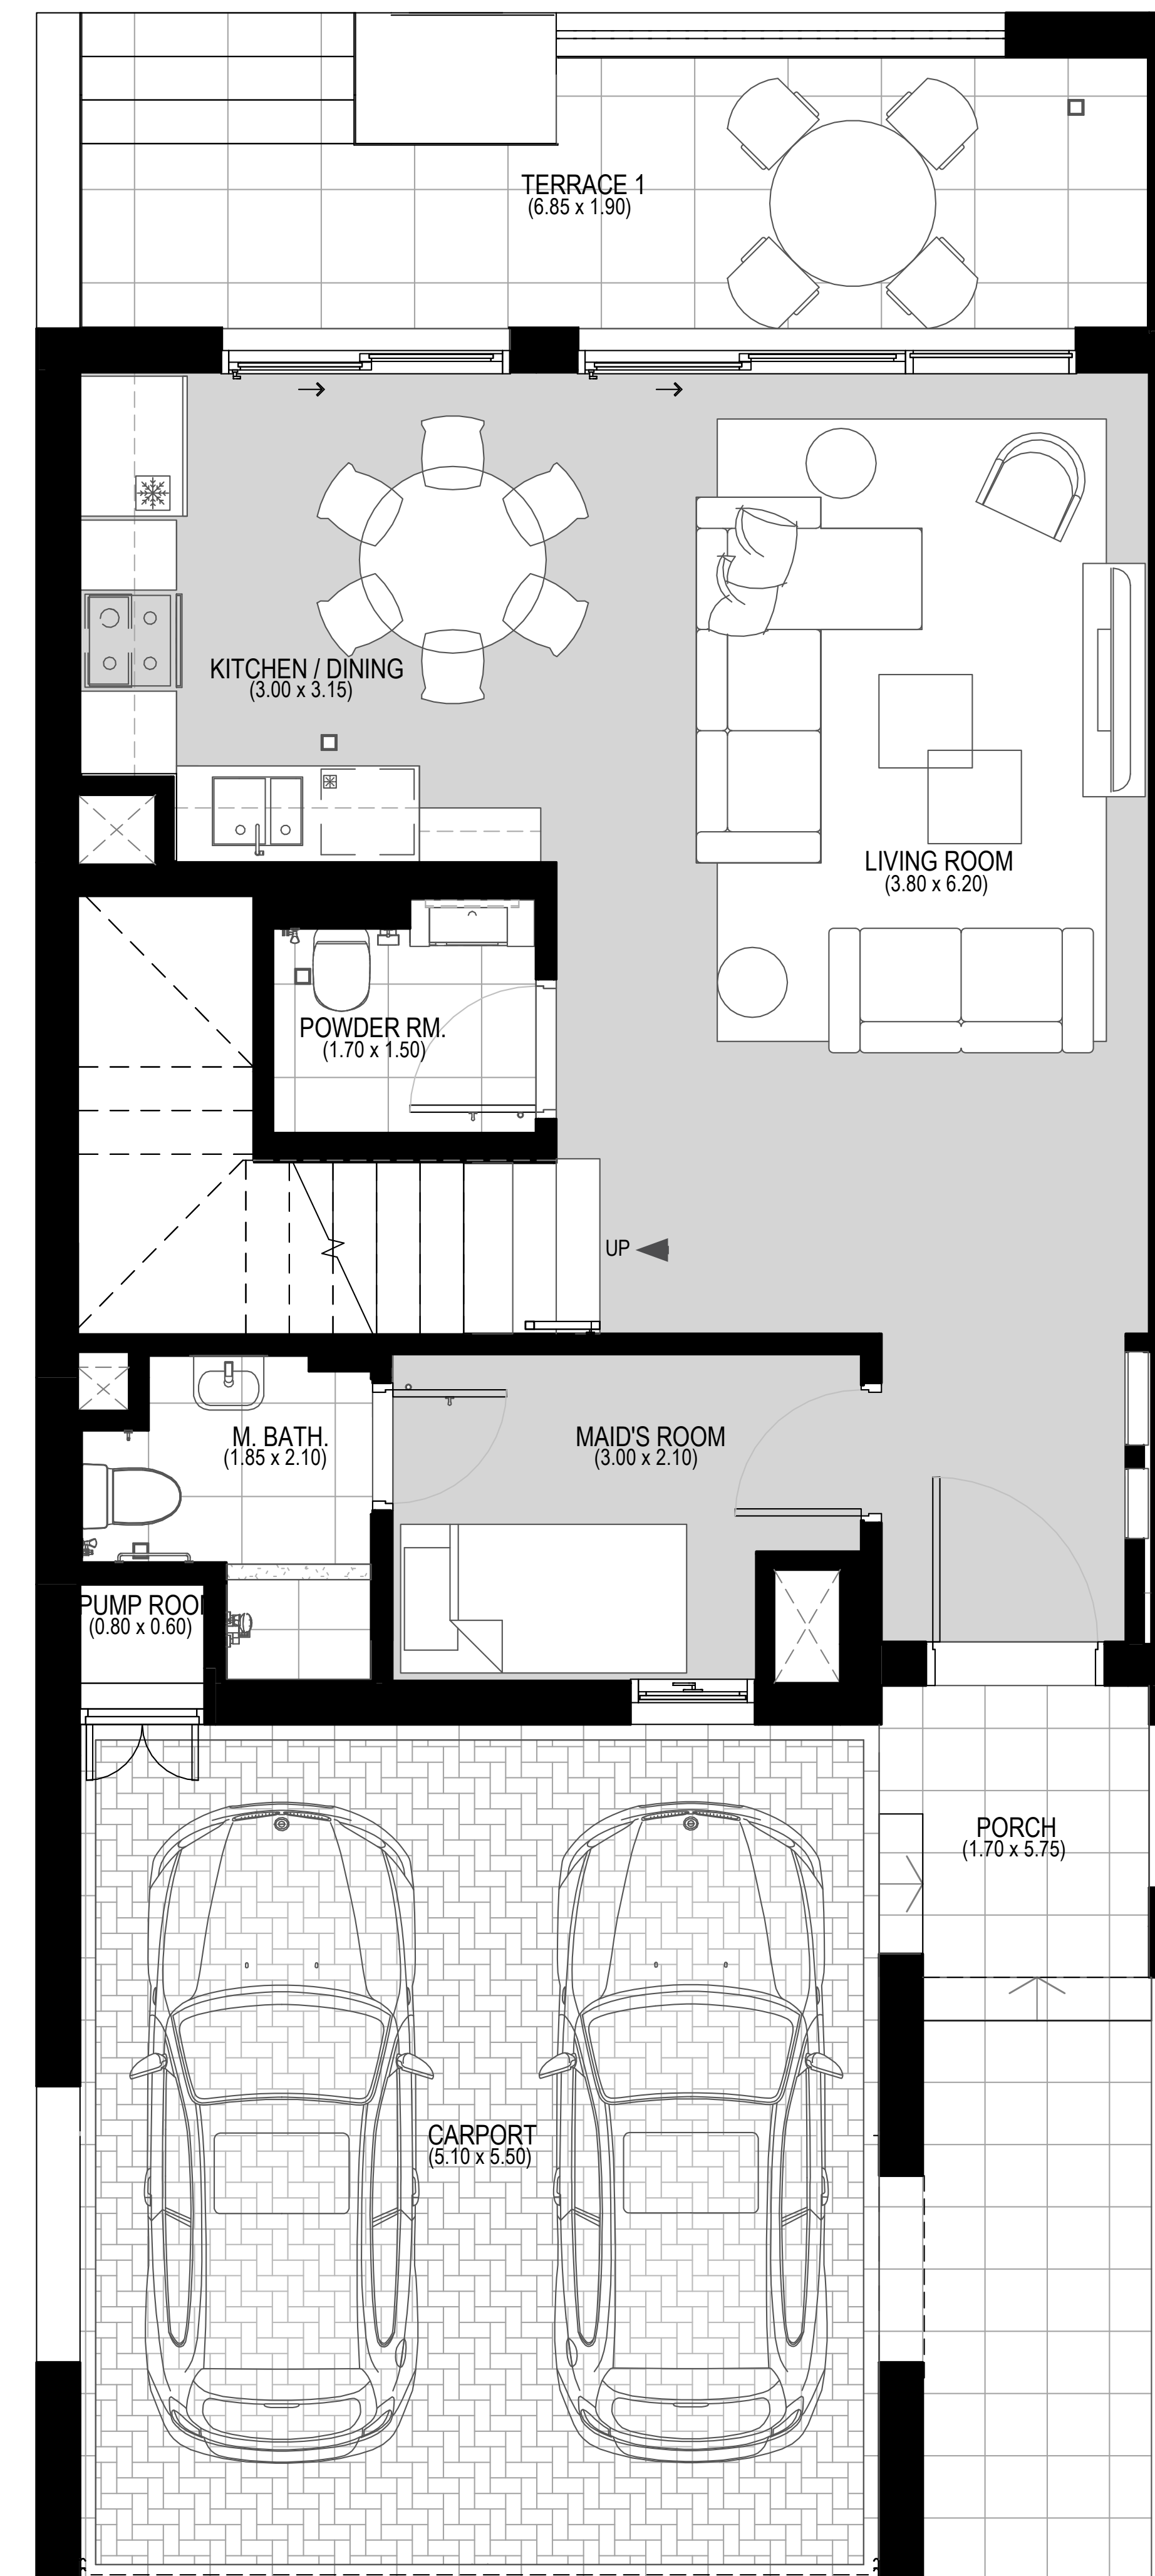 TERRACE 1
(6.85 x 1.90)
KITCHEN / DINING
(3.00 x 3.15)
LIVING ROOM
(3.80 x 6.20)
POWDER RM.
(1.70 x 1.50)
UP
M. BATH.
(1.85 x 2.10)
MAID'S ROOM
(3.00 x 2.10)
PUMP ROO
(0.80 x 0.60)
PORCH
(1.70 x 5.75)
CARPORT
(5.10 x 5.50)